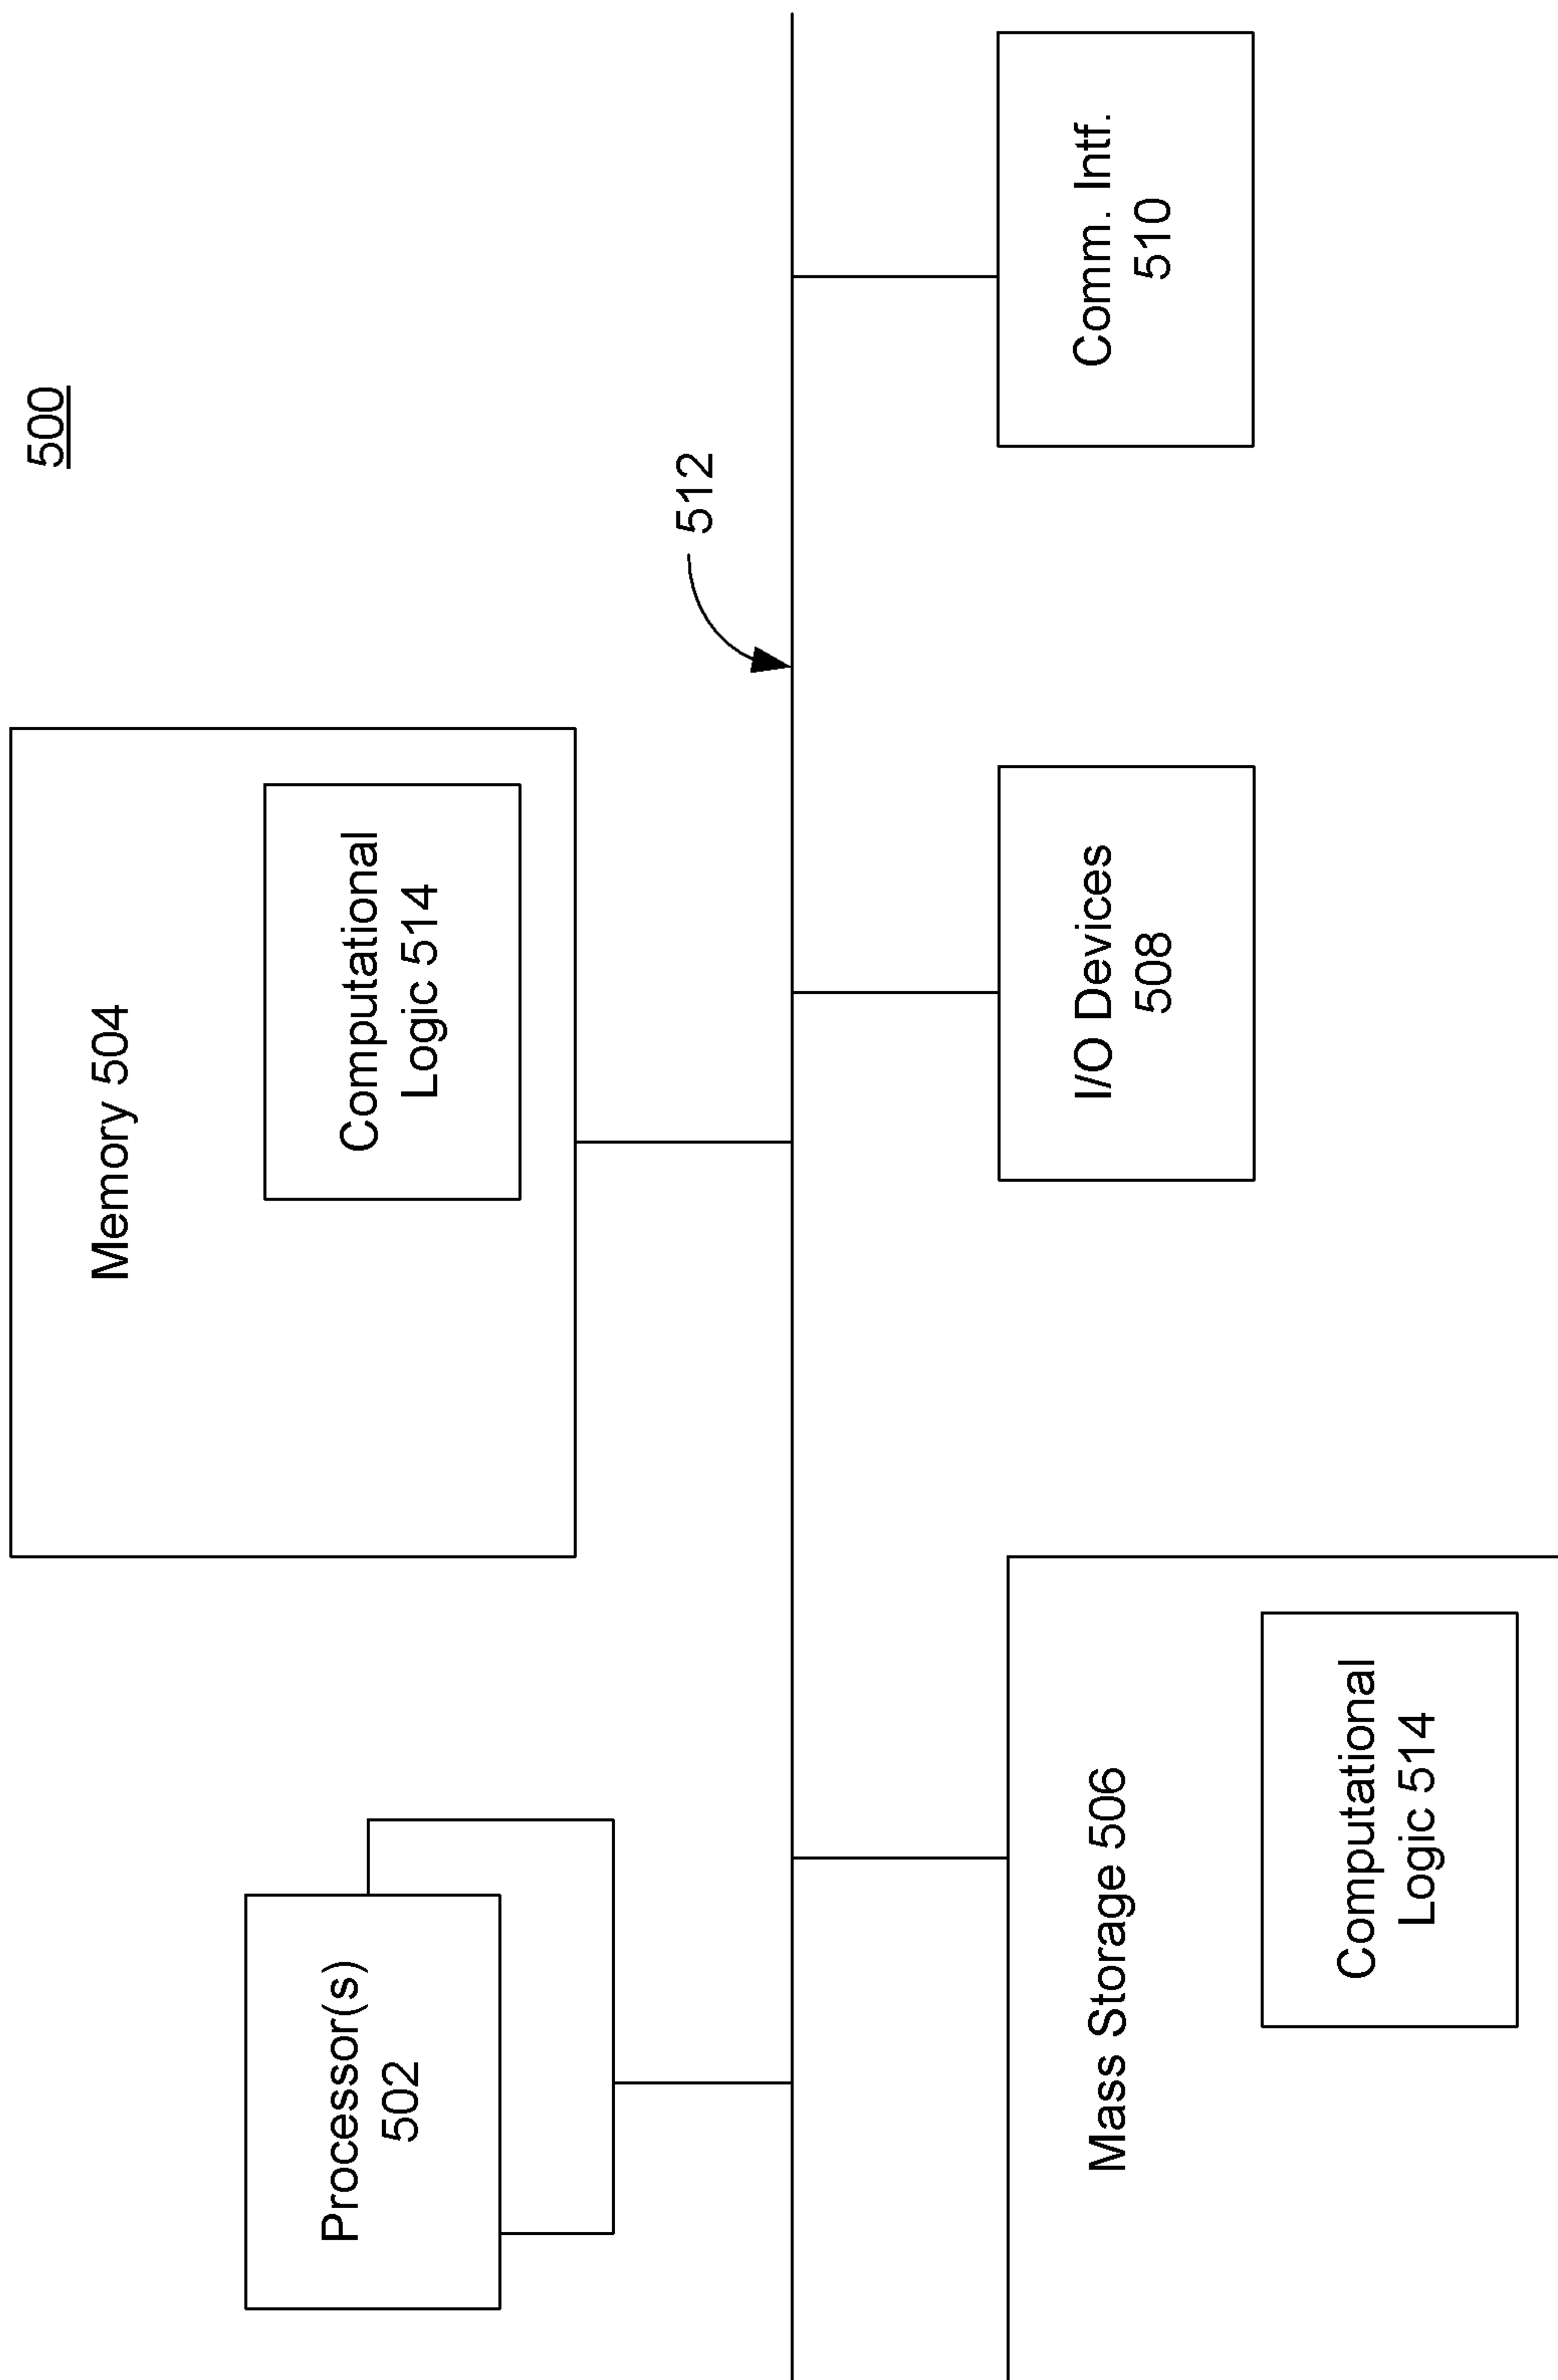 500
Processor(s)
502
Memory 504
Computational
Logic 514
512
Mass Storage 506
Computational
Logic 514
I/O Devices
508
Comm. Intf.
510